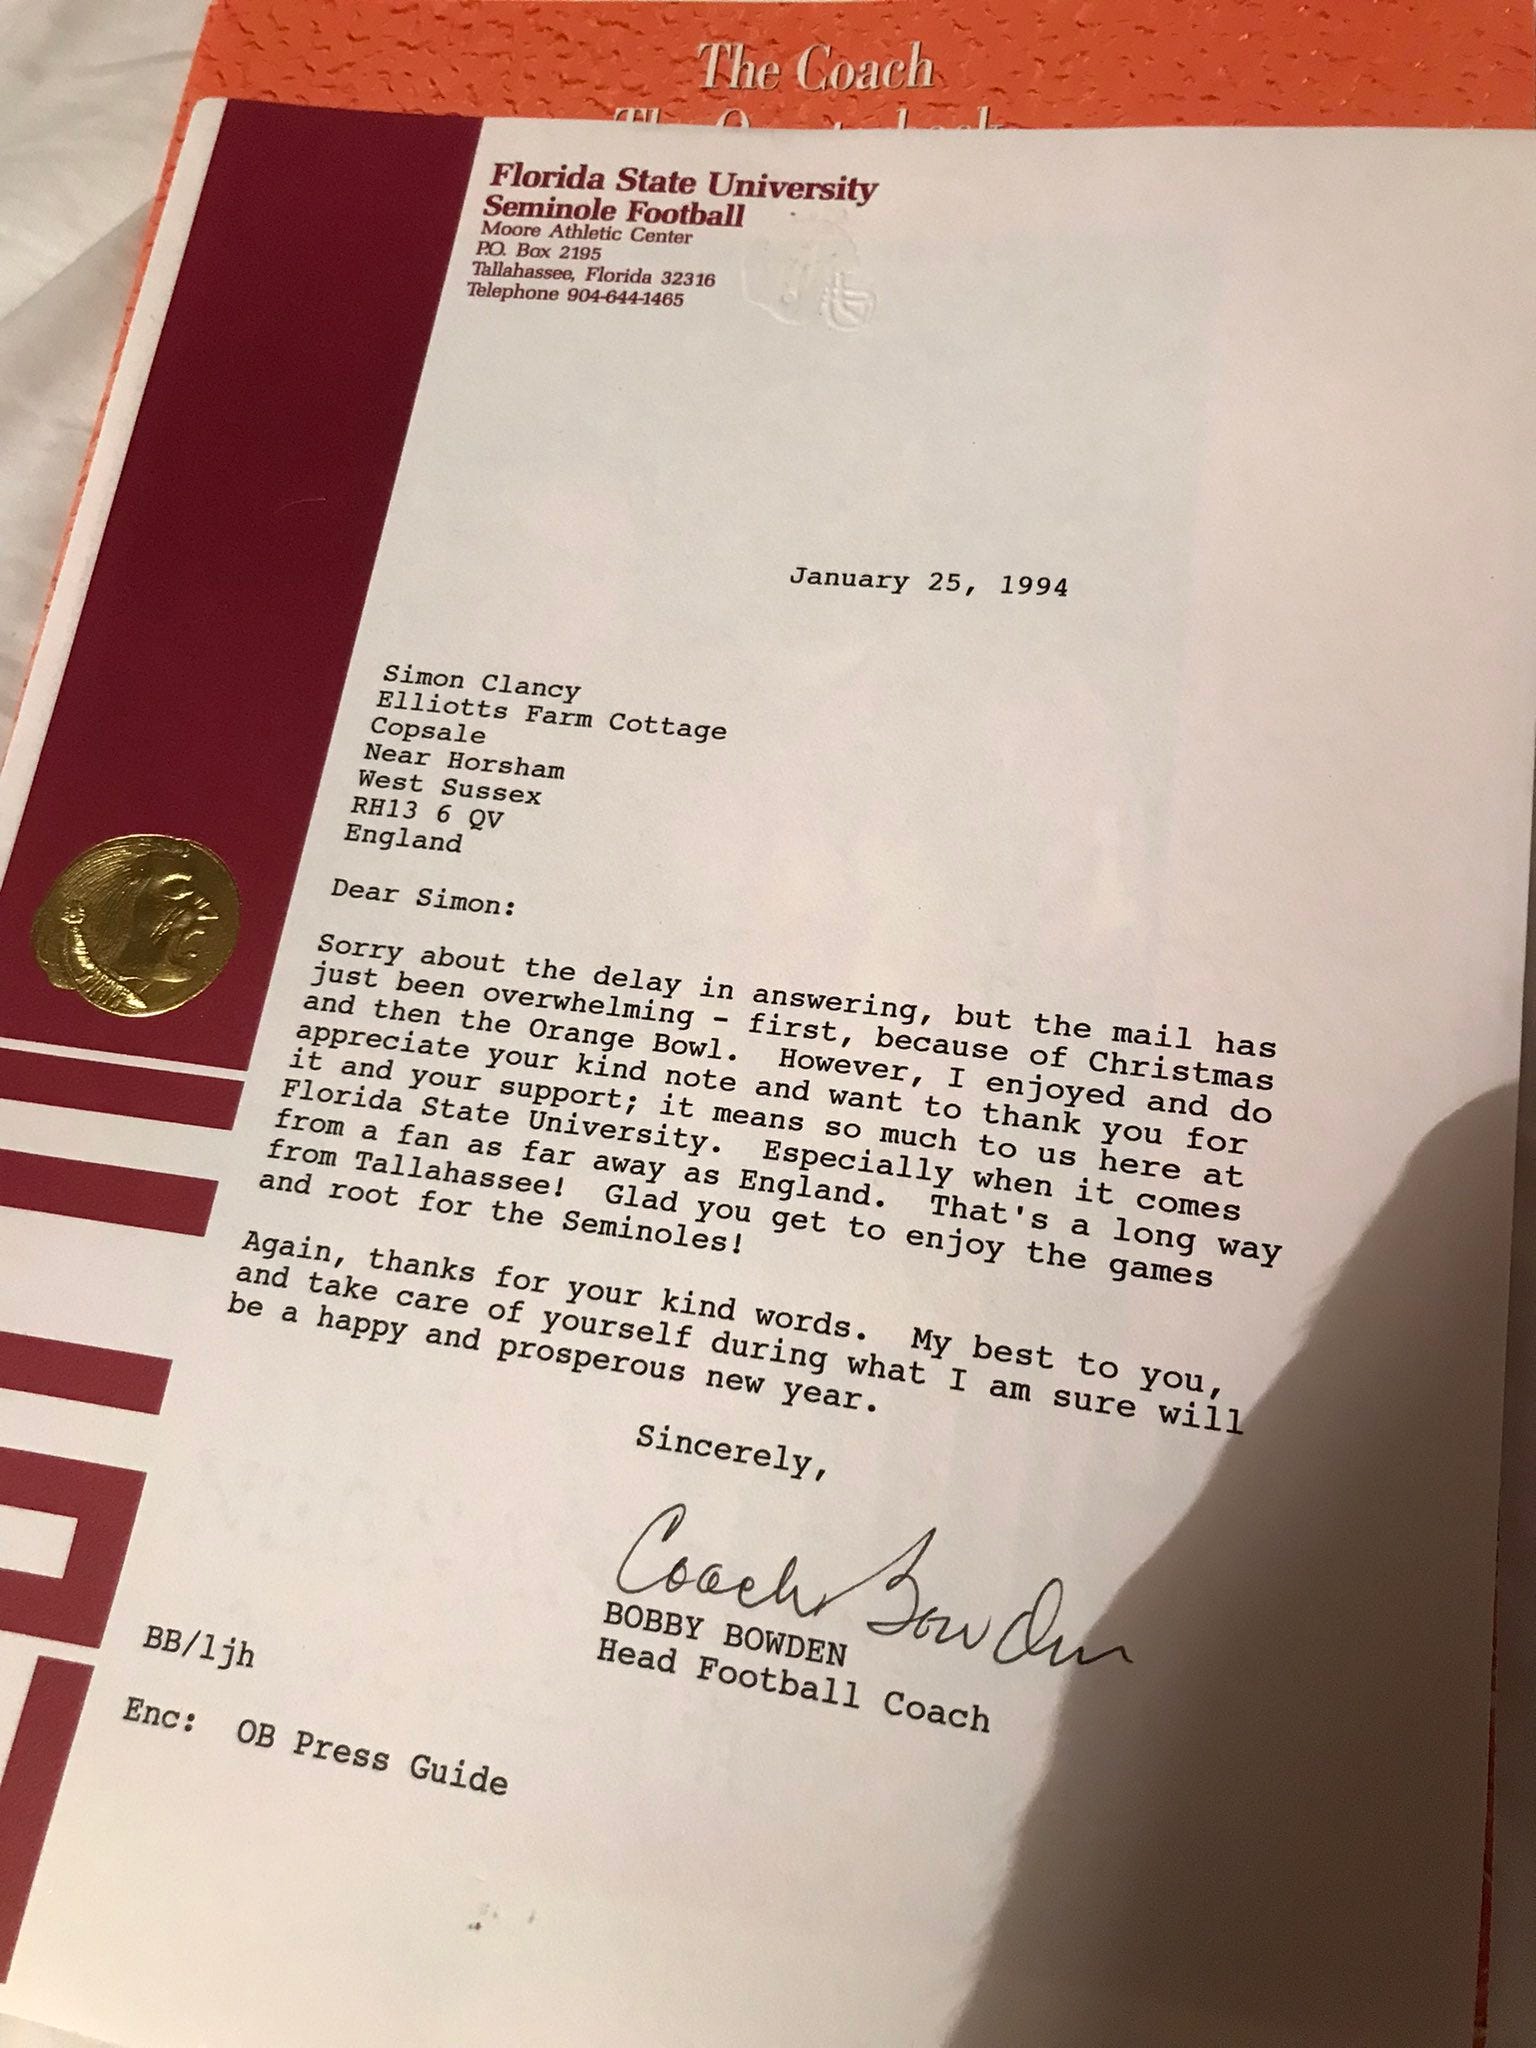 The Coach
The Quarterback
Florida State University
Seminole Football
Moore Athletic Center
P.O. Box 2195
Tallahassee, Florida 32316
Telephone 904-644-1465
January 25, 1994
Simon Clancy
Elliotts Farm Cottage
Copsale
Near Horsham
West Sussex
RH13 6 QV
England
Dear Simon:
Sorry about the delay in answering, but the mail has
just been overwhelming - first, because of Christmas
and then the Orange Bowl.  However, I enjoyed and do
appreciate your kind note and want to thank you for
it and your support; it means so much to us here at
Florida State University.  Especially when it comes
from a fan as far away as England.  That's a long way
from Tallahassee!  Glad you get to enjoy the games
and root for the Seminoles!
Again, thanks for your kind words.  My best to you,
and take care of yourself during what I am sure will
be a happy and prosperous new year.
Sincerely,
Coach Bowden
BOBBY BOWDEN
Head Football Coach
BB/ljh
Enc:  OB Press Guide